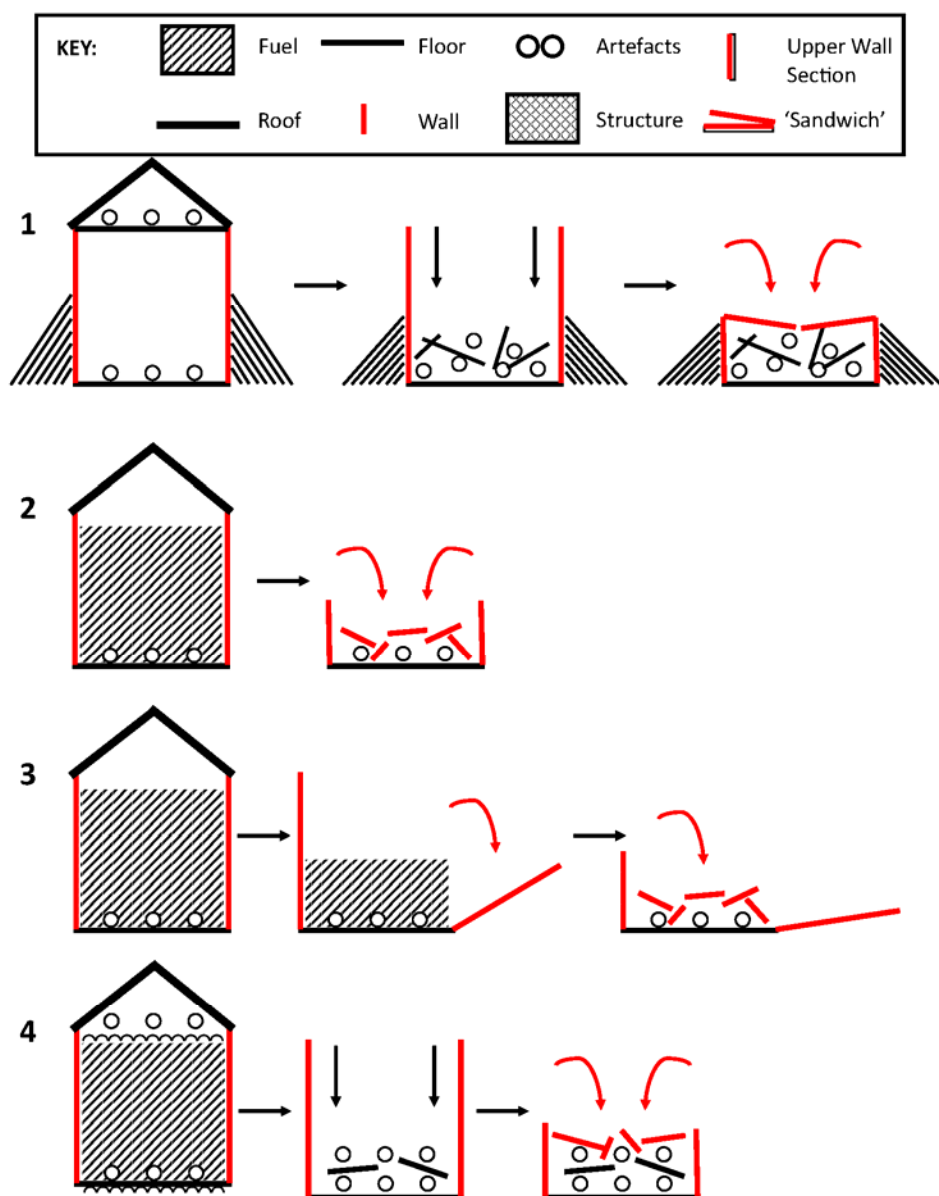 KEY: Fuel Floor Artefacts Upper Wall
Section
Roof Wall Structure ‘Sandwich’
1
2
3
4